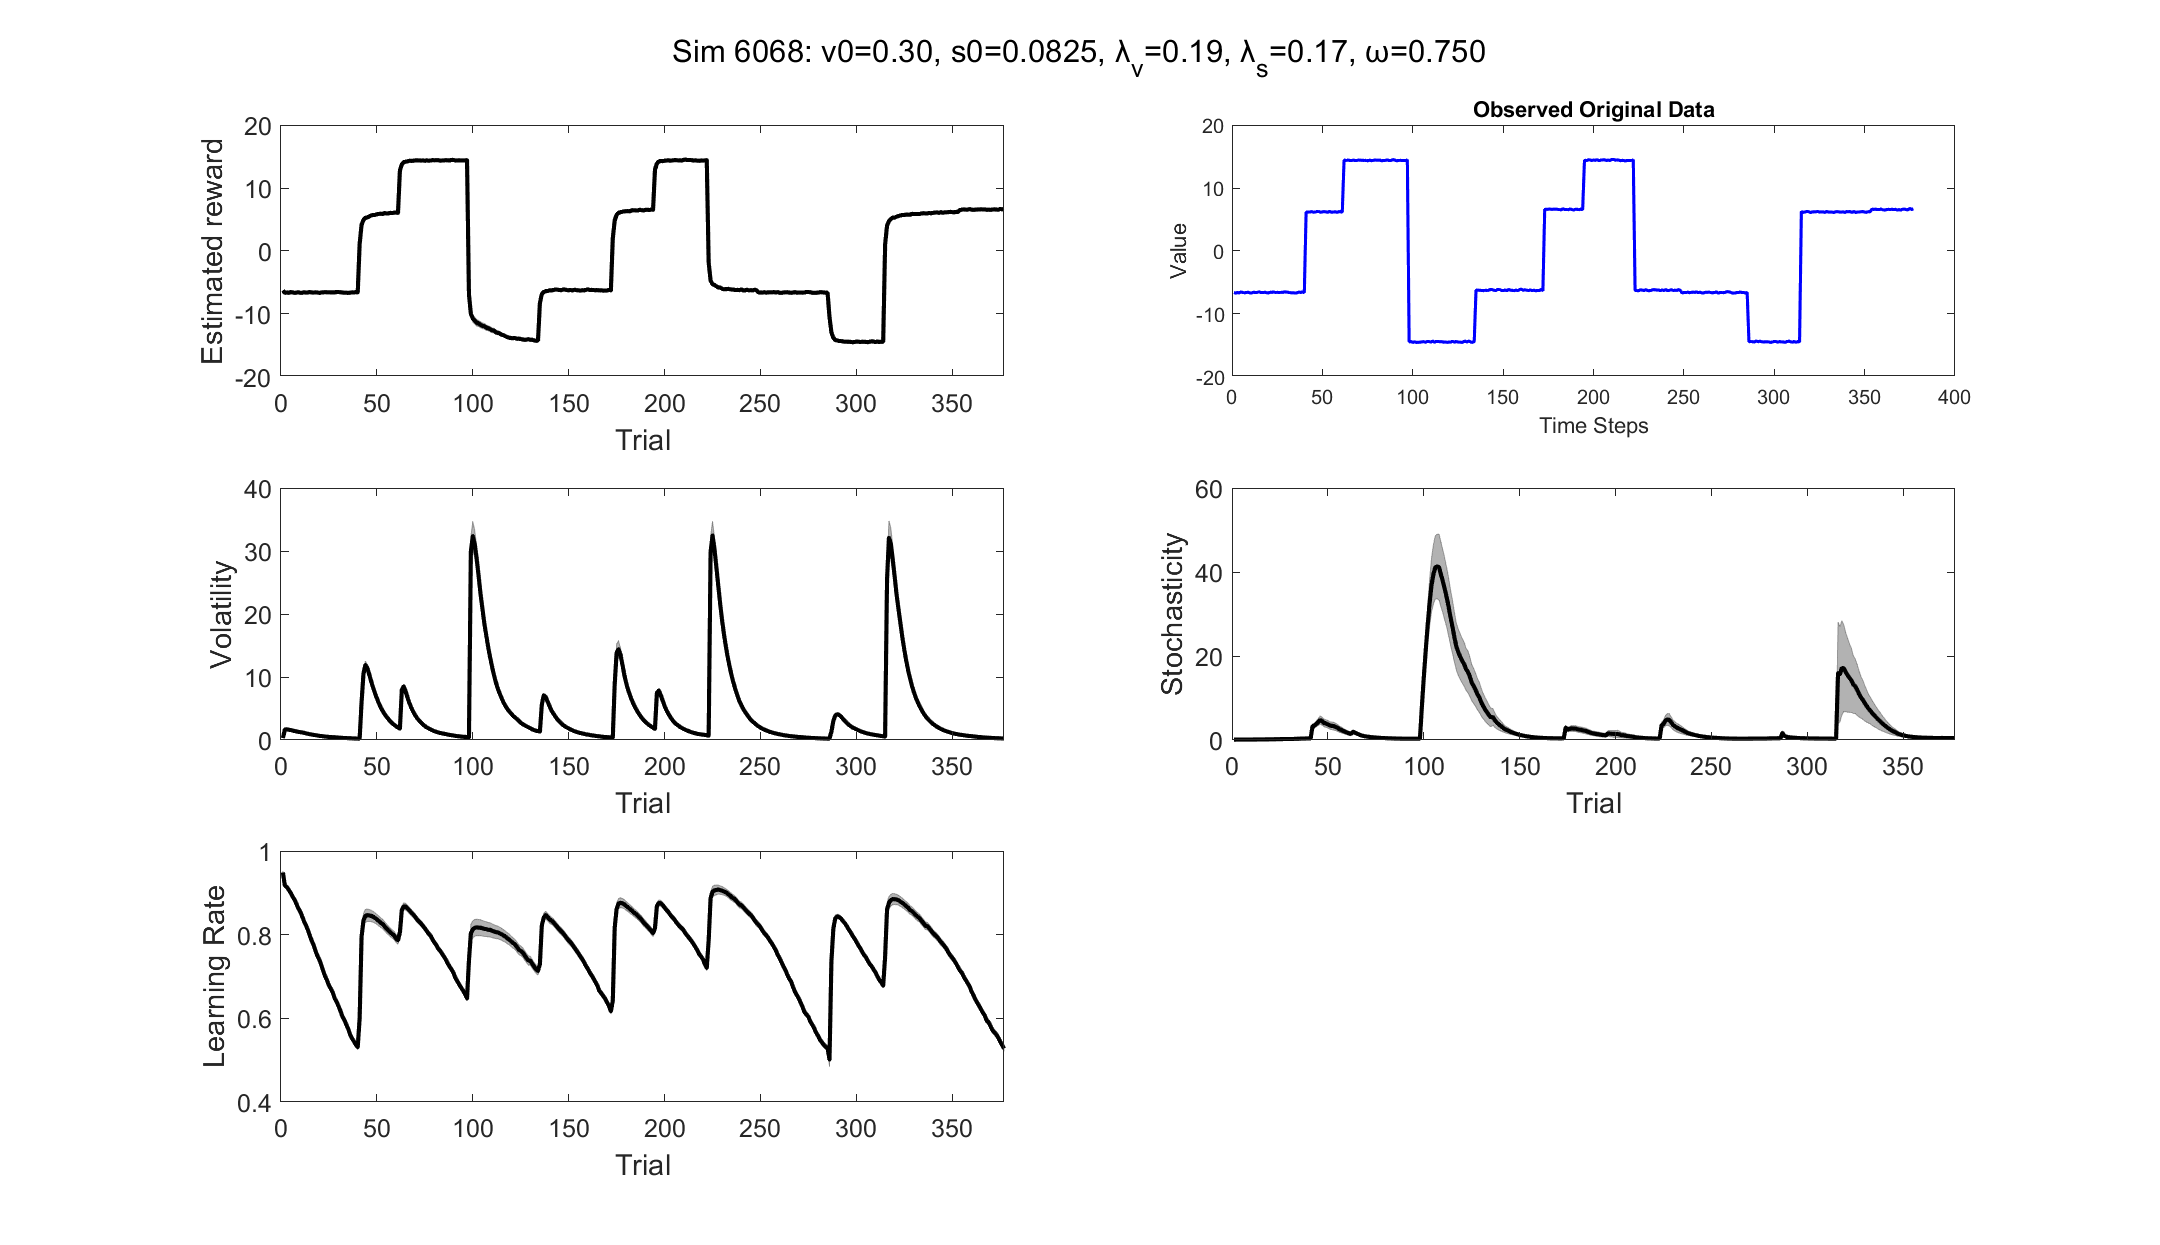 Sim 6068: v0=0.30, s0=0.0825, λ_v=0.19, λ_s=0.17, ω=0.750
Estimated reward
20
10
0
-10
-20
0 50 100 150 200 250 300 350
Trial
Observed Original Data
Value
20
10
0
-10
-20
0 50 100 150 200 250 300 350 400
Time Steps
Volatility
40
30
20
10
0
0 50 100 150 200 250 300 350
Trial
Stochasticity
60
40
20
0
0 50 100 150 200 250 300 350
Trial
Learning Rate
1
0.8
0.6
0.4
0 50 100 150 200 250 300 350
Trial